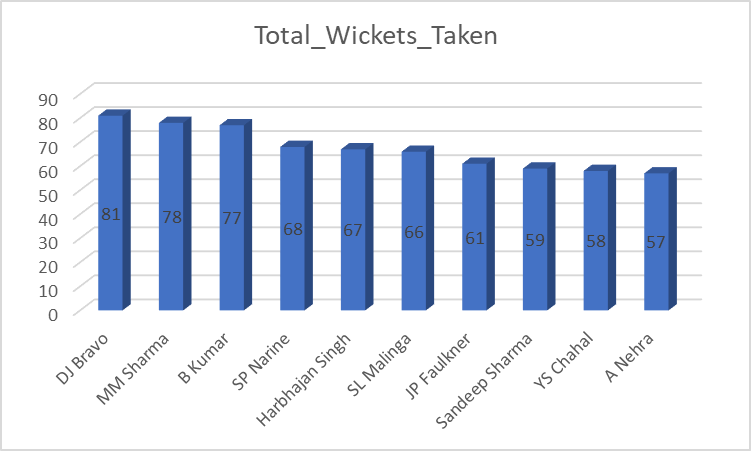 Total_Wickets_Taken
90
80
70
60
50
40
30
20
10
0
81
78
77
68
67
66
61
59
58
57
DJ Bravo
MM Sharma
B Kumar
SP Narine
Harbhajan Singh
SL Malinga
JP Faulkner
Sandeep Sharma
YS Chahal
A Nehra